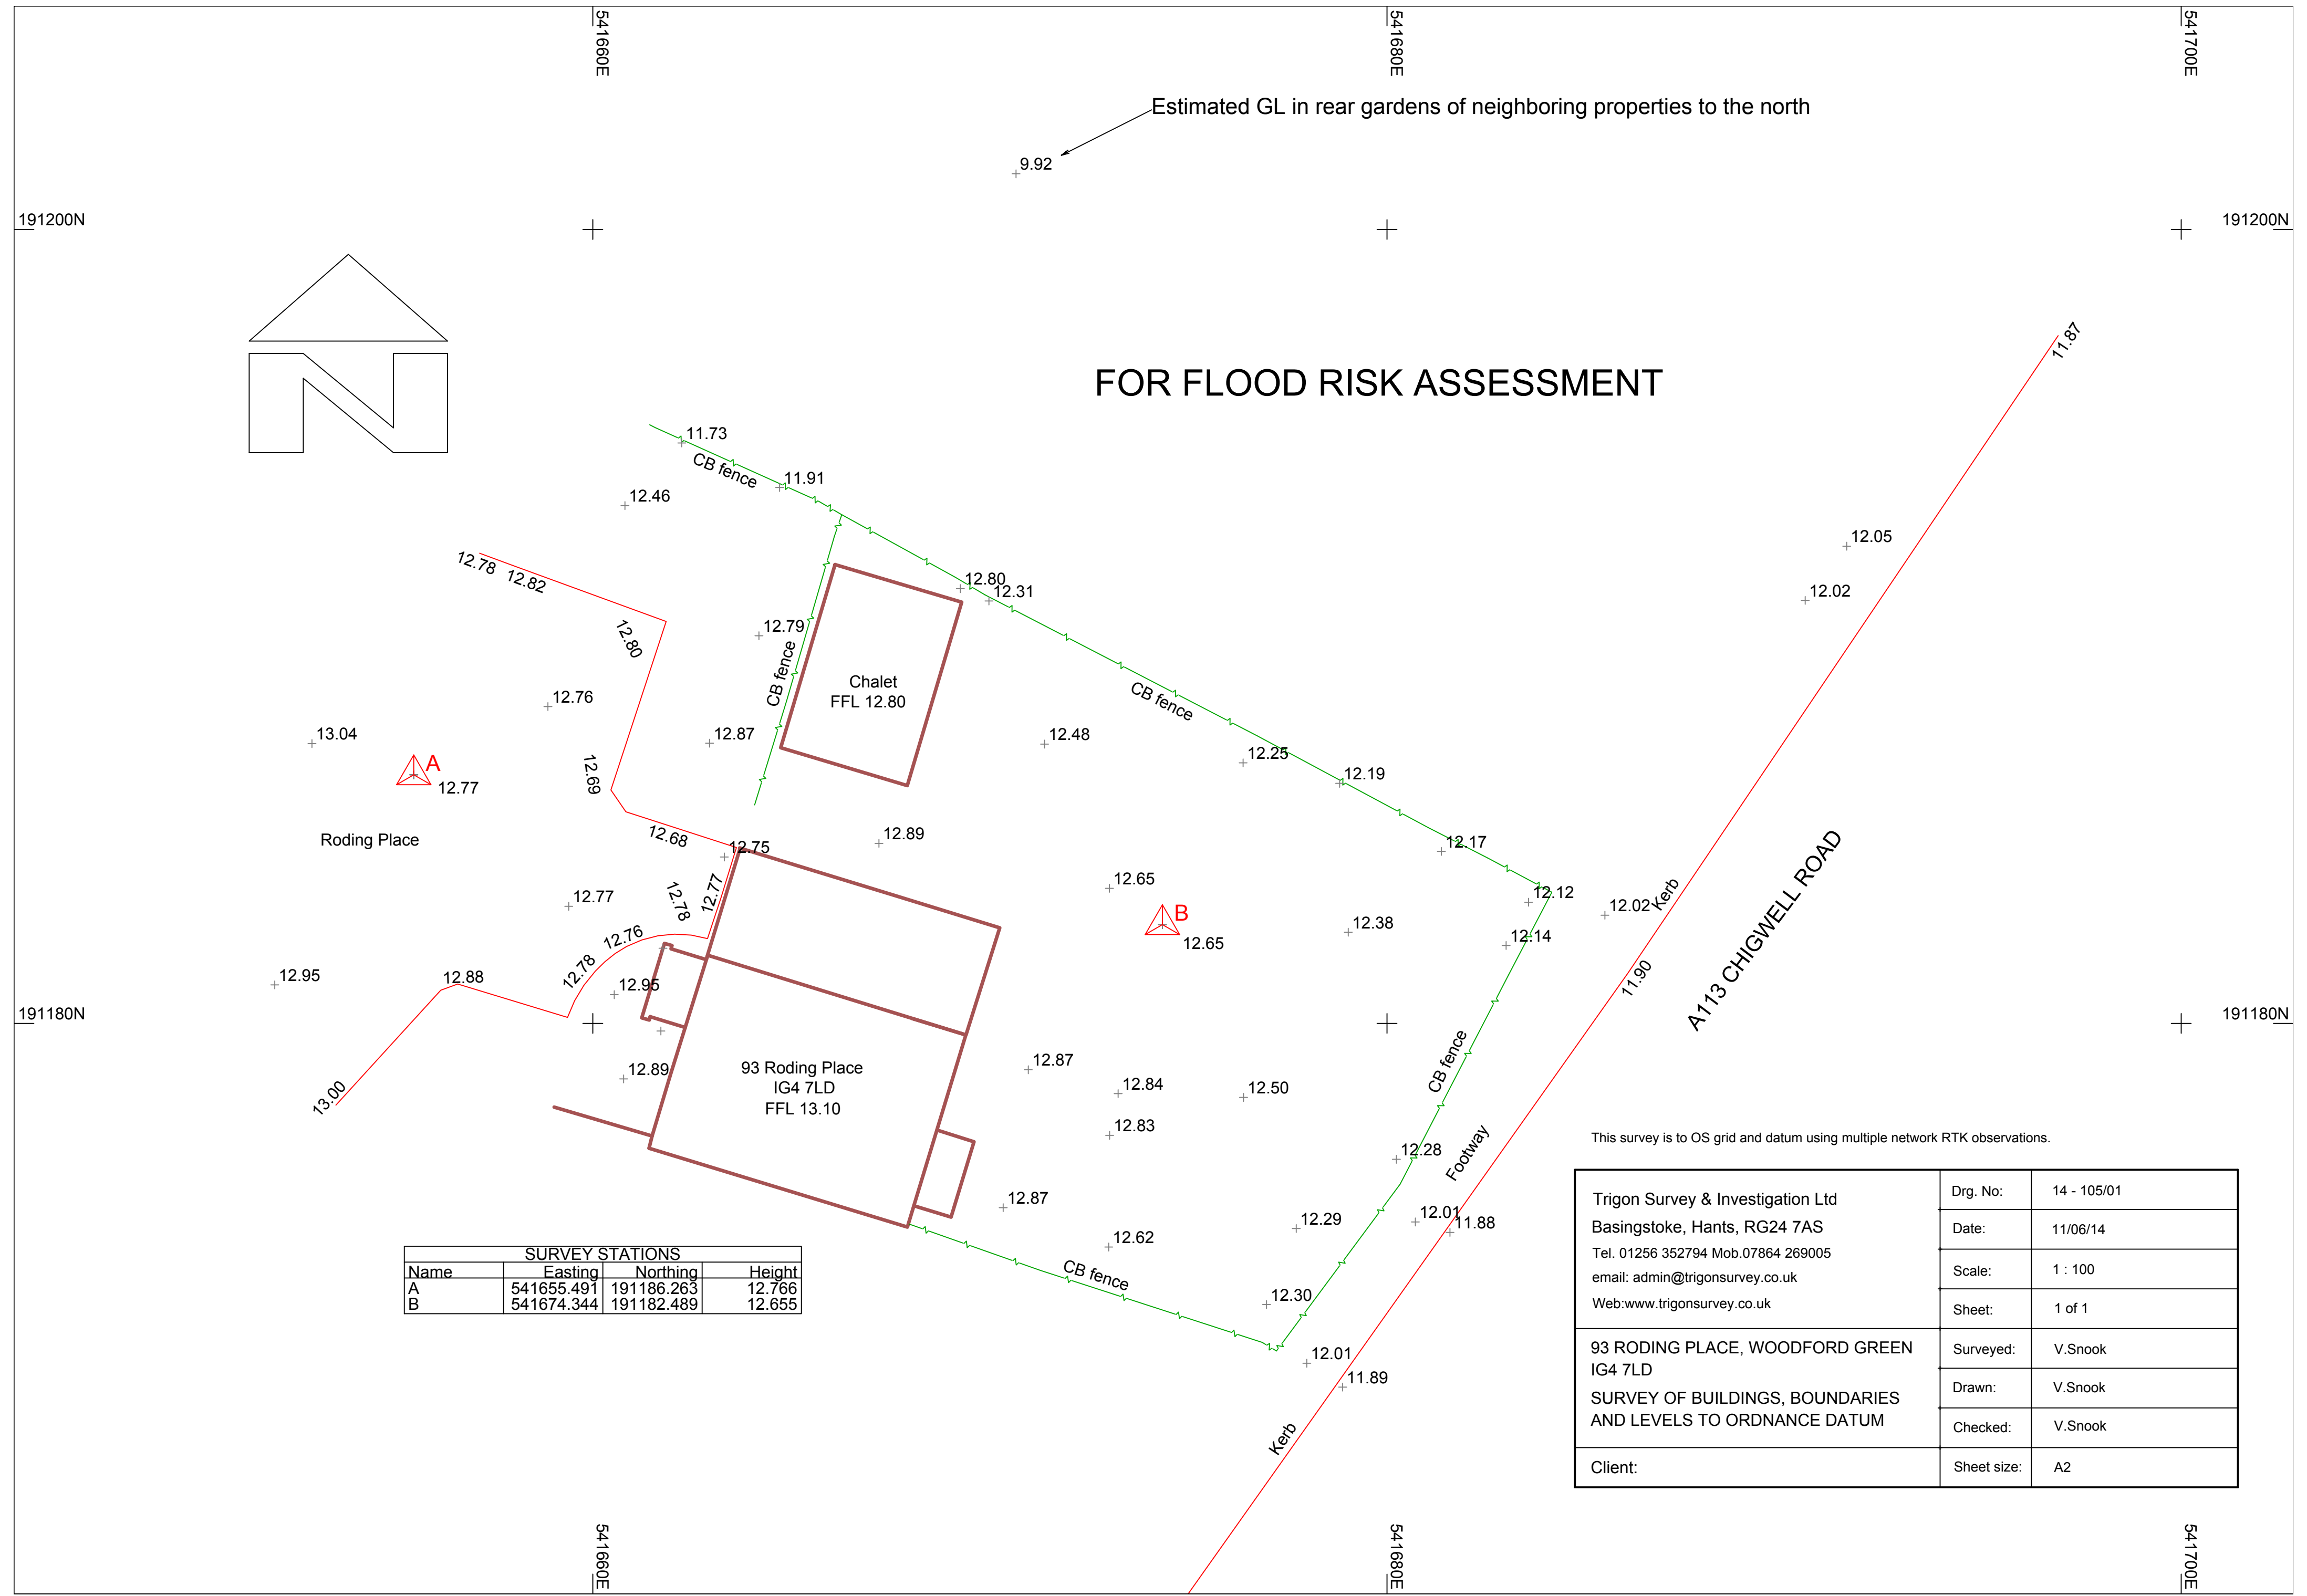 541660E
541680E
541700E
Estimated GL in rear gardens of neighboring properties to the north
9.92
191200N
191200N
11.87
FOR FLOOD RISK ASSESSMENT
11.73
CB fence
11.91
12.46
12.05
12.78
12.82
12.80
12.31
12.02
12.80
12.79
CB fence
Chalet
FFL 12.80
CB fence
12.76
13.04
12.87
12.48
12.25
12.19
A
12.77
12.69
Roding Place
12.68
12.75
12.89
12.17
A113 CHIGWELL ROAD
12.77
12.78
12.77
12.65
12.12
12.02
Kerb
B
12.65
12.38
12.14
12.76
12.78
12.95
12.88
12.95
11.90
191180N
191180N
12.89
93 Roding Place
IG4 7LD
FFL 13.10
12.87
12.84
12.50
CB fence
13.00
12.83
12.28
Footway
This survey is to OS grid and datum using multiple network RTK observations.
12.87
12.29
12.01
11.88
12.62
CB fence
12.30
12.01
11.89
Kerb
SURVEY STATIONS
Name Easting Northing Height
A 541655.491 191186.263 12.766
B 541674.344 191182.489 12.655
Trigon Survey & Investigation Ltd
Basingstoke, Hants, RG24 7AS
Tel. 01256 352794 Mob.07864 269005
email: admin@trigonsurvey.co.uk
Web:www.trigonsurvey.co.uk
93 RODING PLACE, WOODFORD GREEN
IG4 7LD
SURVEY OF BUILDINGS, BOUNDARIES
AND LEVELS TO ORDNANCE DATUM
Client:
Drg. No: 14 - 105/01
Date: 11/06/14
Scale: 1 : 100
Sheet: 1 of 1
Surveyed: V.Snook
Drawn: V.Snook
Checked: V.Snook
Sheet size: A2
541660E
541680E
541700E